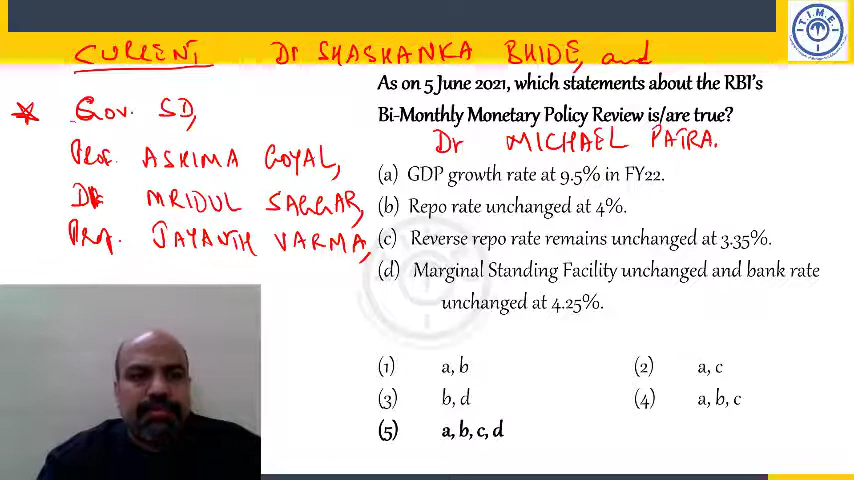 CURRENT Dr SHASHANKA BHIDE, and
As on 5 June 2021, which statements about the RBI's
Bi-Monthly Monetary Policy Review is/are true?
Gov. SD,
Dr MICHAEL PATRA.
Prof. ASHIMA GOYAL,
(a) GDP growth rate at 9.5% in FY22.
Dr MRIDUL SAGGAR,
(b) Repo rate unchanged at 4%.
Prof. JAYANTH VARMA,
(c) Reverse repo rate remains unchanged at 3.35%.
(d) Marginal Standing Facility unchanged and bank rate
unchanged at 4.25%.
(1) a, b (2) a, c
(3) b, d (4) a, b, c
(5) a, b, c, d
T.I.M.E.